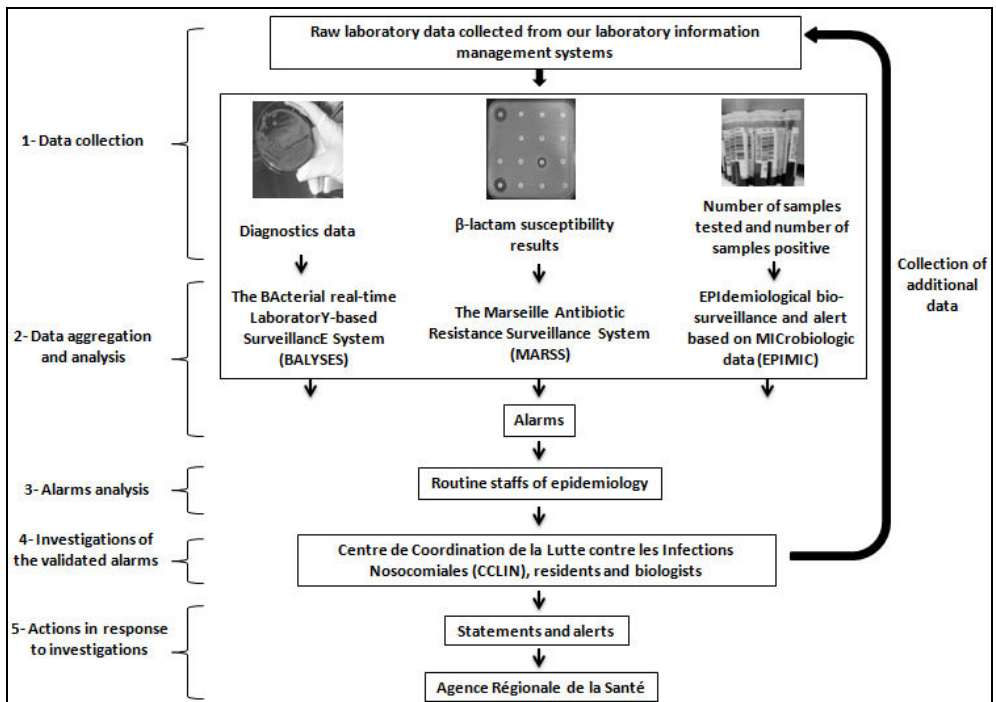 Raw laboratory data collected from our laboratory information
management systems
1- Data collection
Diagnostics data
β-lactam susceptibility
results
Number of samples
tested and number of
samples positive
Collection of
additional
data
2- Data aggregation
and analysis
The BActerial real-time
LaboratorY-based
SurveillancE System
(BALYSES)
The Marseille Antibiotic
Resistance Surveillance System
(MARSS)
EPIdemiological bio-
surveillance and alert
based on MICrobiologic
data (EPIMIC)
Alarms
3- Alarms analysis
Routine staffs of epidemiology
4- Investigations of
the validated alarms
Centre de Coordination de la Lutte contre les Infections
Nosocomiales (CCLIN), residents and biologists
5- Actions in response
to investigations
Statements and alerts
Agence Régionale de la Santé